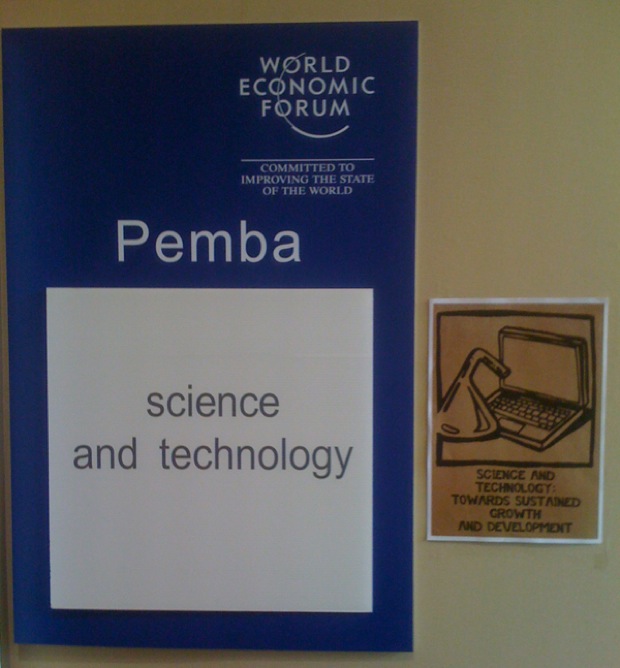 WORLD
ECONOMIC
FORUM
COMMITTED TO
IMPROVING THE STATE
OF THE WORLD
Pemba
science
and technology
SCIENCE AND
TECHNOLOGY:
TOWARDS SUSTAINED
GROWTH
AND DEVELOPMENT